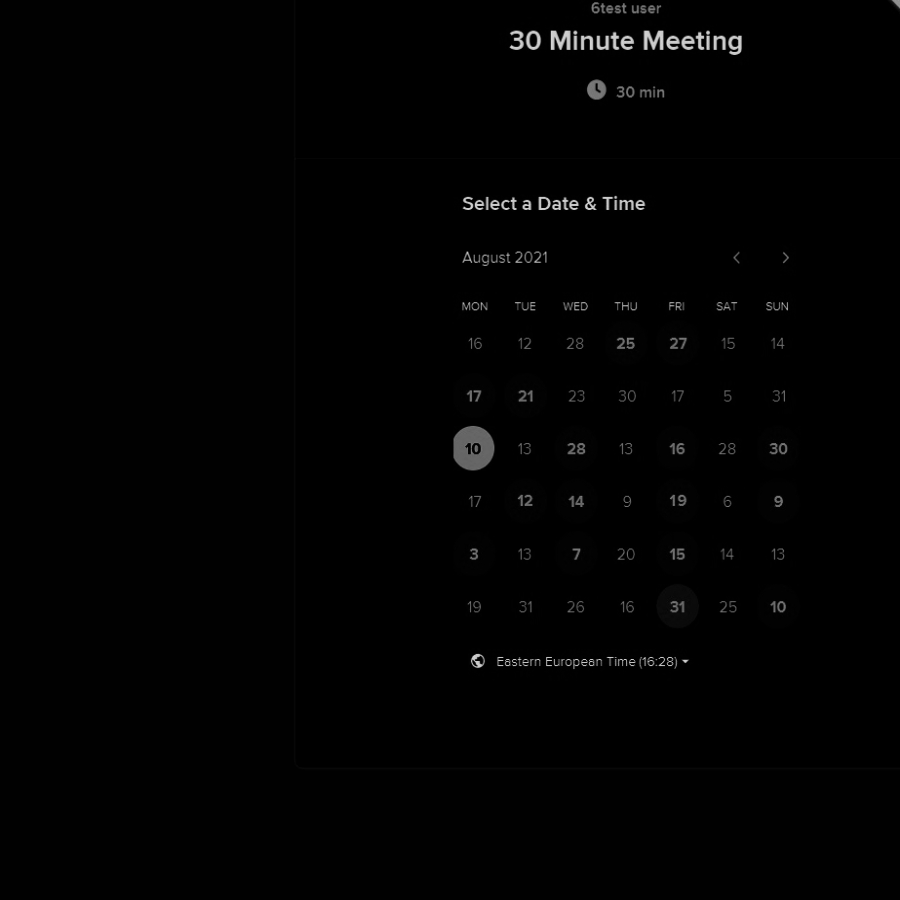 6test user
30 Minute Meeting
30 min
Select a Date & Time
August 2021
MON TUE WED THU FRI SAT SUN
16 12 28 25 27 15 14
17 21 23 30 17 5 31
10 13 28 13 16 28 30
17 12 14 9 19 6 9
3 13 7 20 15 14 13
19 31 26 16 31 25 10
Eastern European Time (16:28)